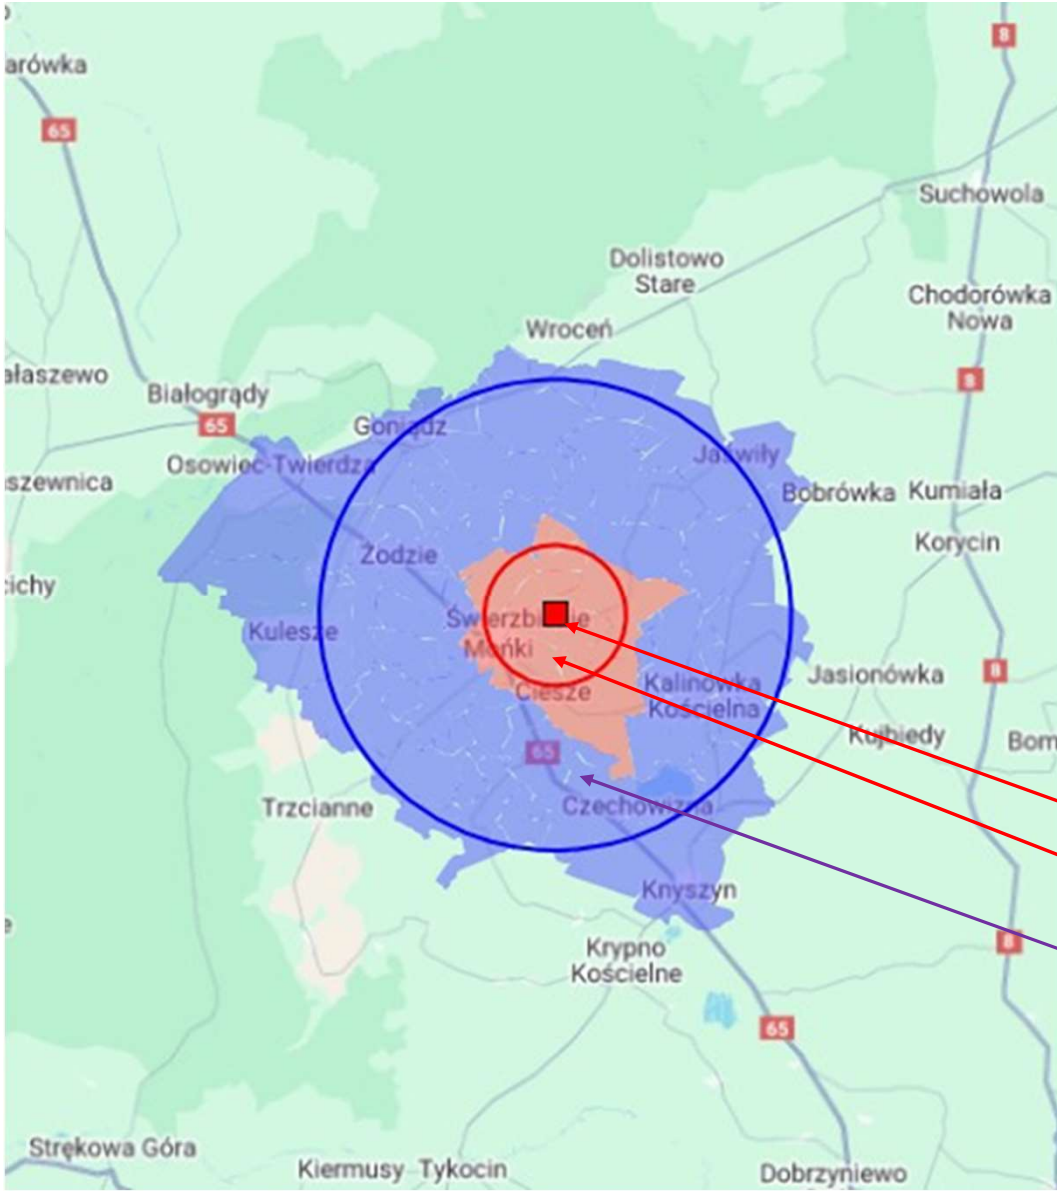 arówka
8
65
Suchowola
Dolistowo
Stare
Chodorówka
Nowa
Wroceń
ałaszewo
Białogrądy
8
65
Goniądz
Osowiec-Twierdza
Jaświły
szewnica
Bobrówka
Kumiała
Korycin
Żodzie
cichy
Kulesze
Mońki
Ciesze
Kalinówka
Kościelna
Jasionówka
8
Kujbiedy
Bom
65
Trzcianne
Czechowizna
Knyszyn
e
Krypno
Kościelne
8
65
Strękowa Góra
Kiermusy
Tykocin
Dobrzyniewo